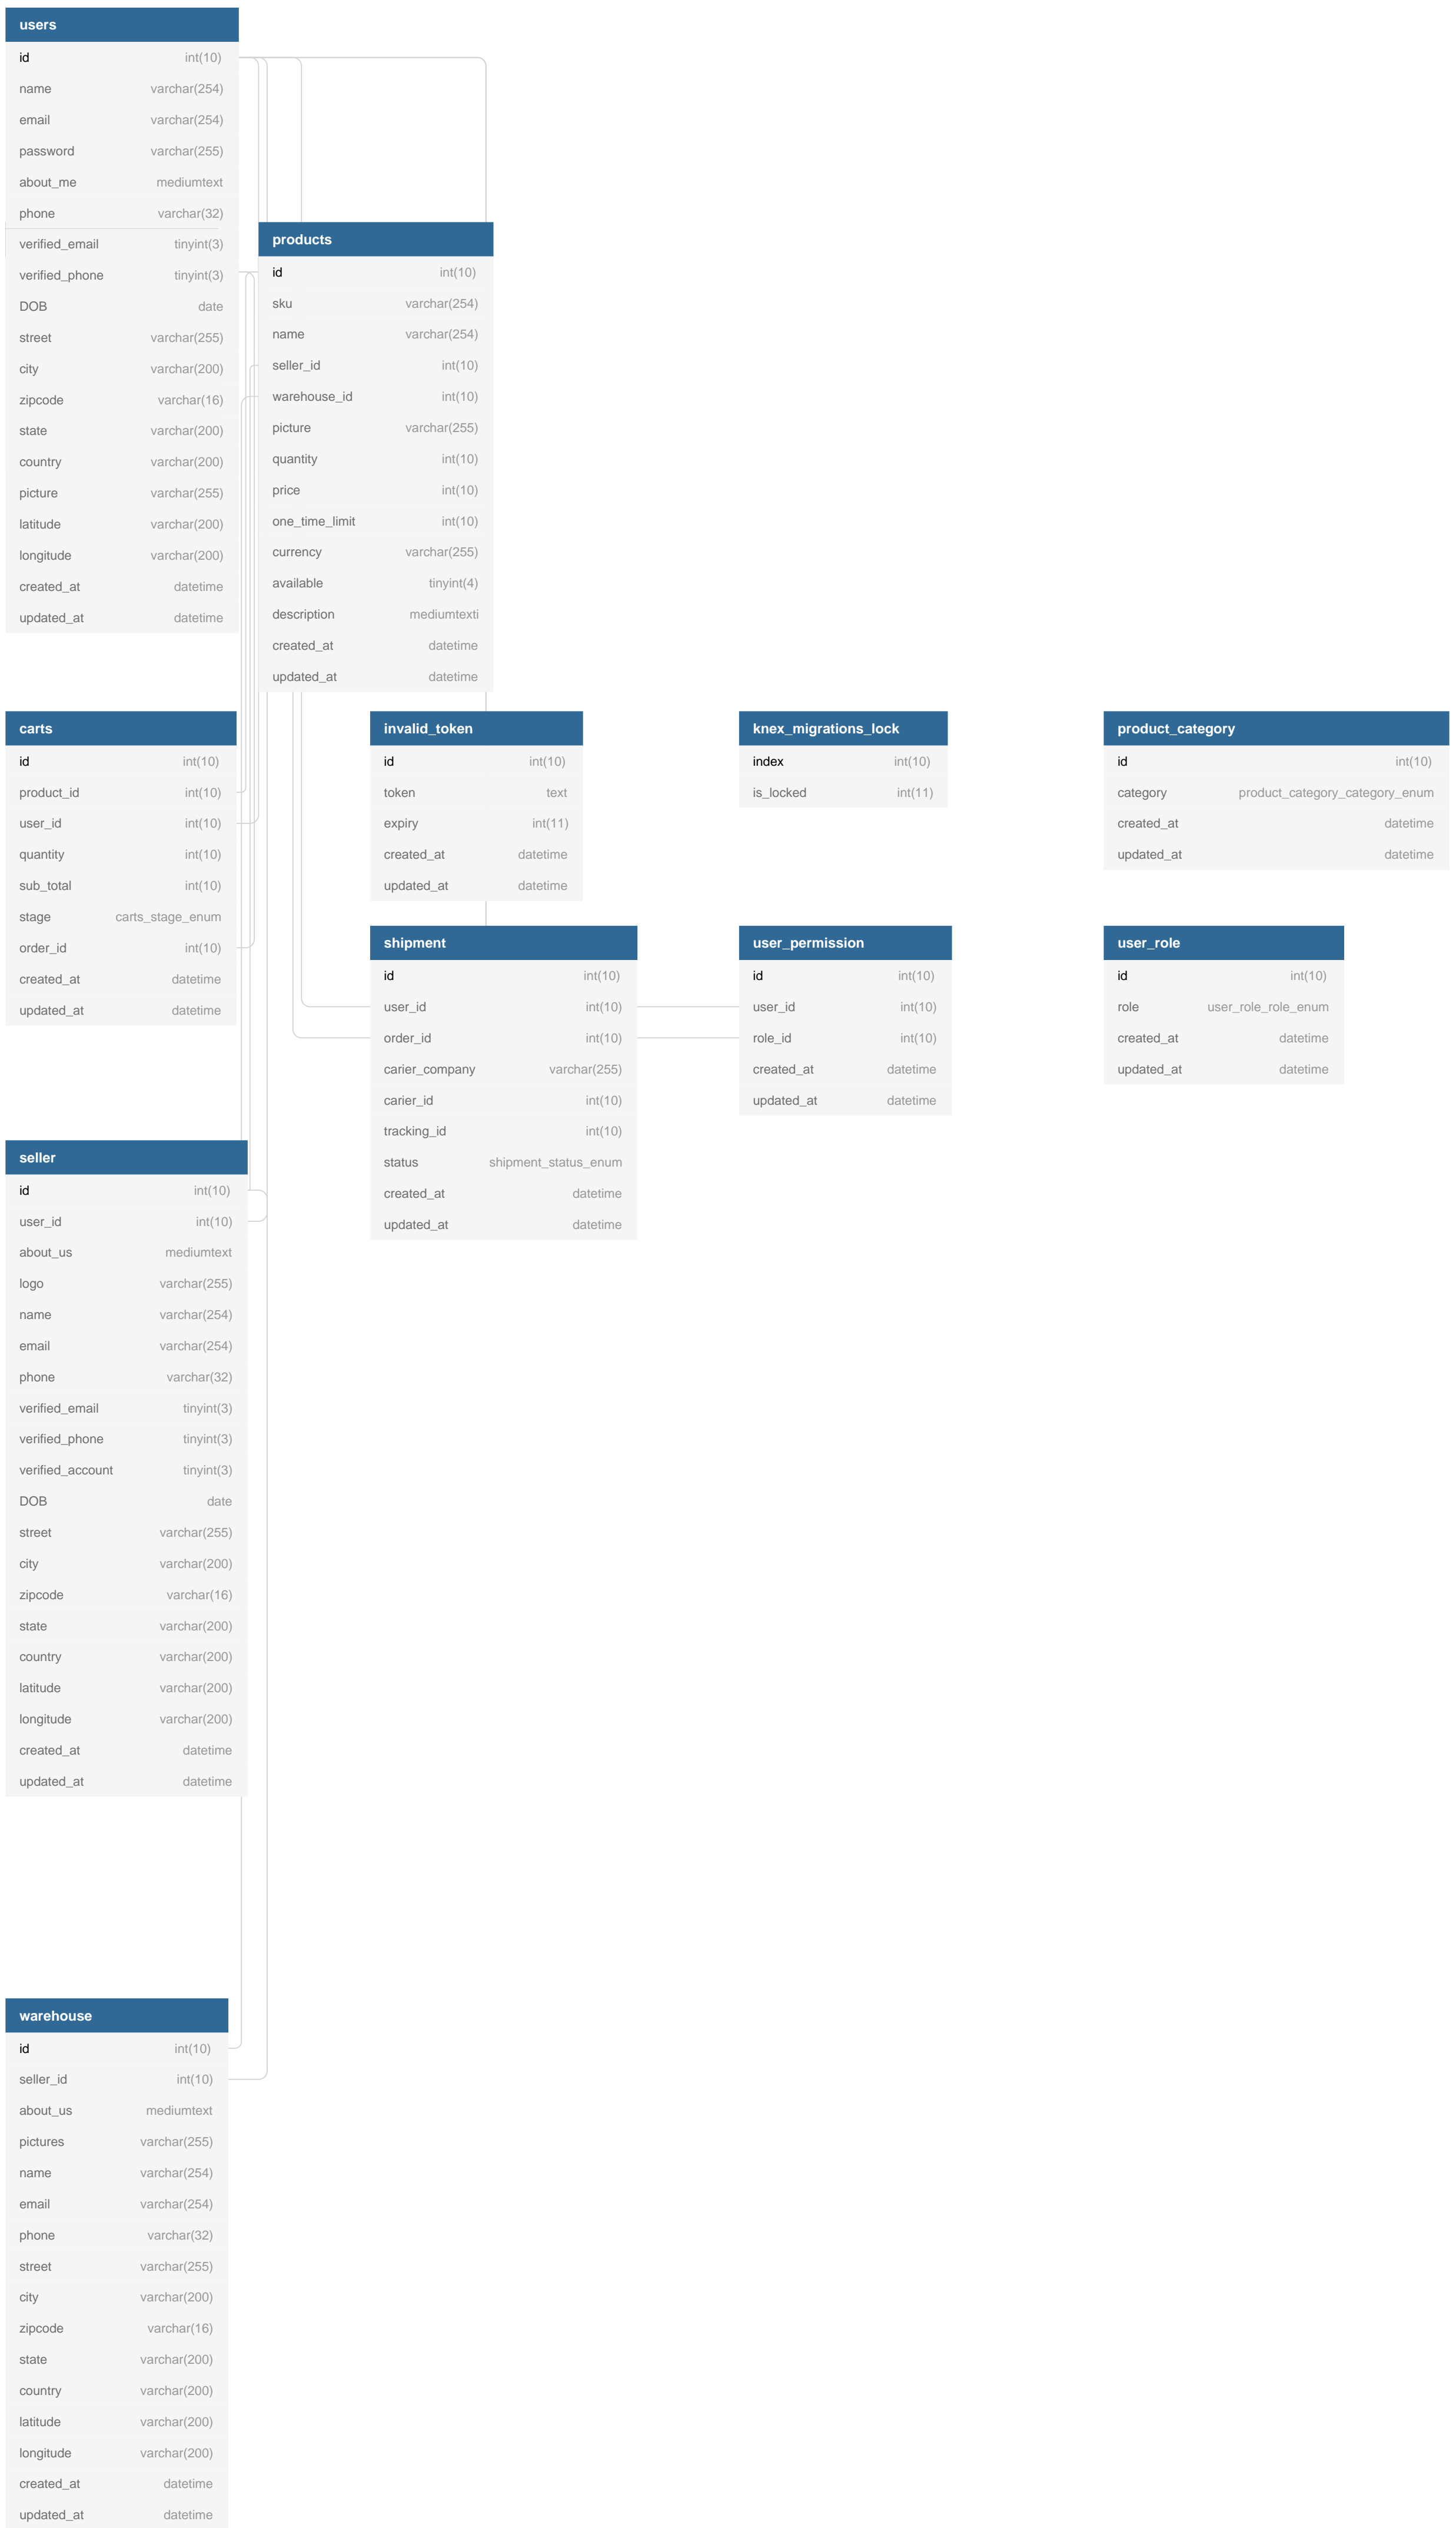 users
id int(10)
name varchar(254)
email varchar(254)
password varchar(255)
about_me mediumtext
phone varchar(32)
verified_email tinyint(3)
verified_phone tinyint(3)
DOB date
street varchar(255)
city varchar(200)
zipcode varchar(16)
state varchar(200)
country varchar(200)
picture varchar(255)
latitude varchar(200)
longitude varchar(200)
created_at datetime
updated_at datetime
products
id int(10)
sku varchar(254)
name varchar(254)
seller_id int(10)
warehouse_id int(10)
picture varchar(255)
quantity int(10)
price int(10)
one_time_limit int(10)
currency varchar(255)
available tinyint(4)
description mediumtexti
created_at datetime
updated_at datetime
carts
id int(10)
product_id int(10)
user_id int(10)
quantity int(10)
sub_total int(10)
stage carts_stage_enum
order_id int(10)
created_at datetime
updated_at datetime
invalid_token
id int(10)
token text
expiry int(11)
created_at datetime
updated_at datetime
knex_migrations_lock
index int(10)
is_locked int(11)
product_category
id int(10)
category product_category_category_enum
created_at datetime
updated_at datetime
shipment
id int(10)
user_id int(10)
order_id int(10)
carier_company varchar(255)
carier_id int(10)
tracking_id int(10)
status shipment_status_enum
created_at datetime
updated_at datetime
user_permission
id int(10)
user_id int(10)
role_id int(10)
created_at datetime
updated_at datetime
user_role
id int(10)
role user_role_role_enum
created_at datetime
updated_at datetime
seller
id int(10)
user_id int(10)
about_us mediumtext
logo varchar(255)
name varchar(254)
email varchar(254)
phone varchar(32)
verified_email tinyint(3)
verified_phone tinyint(3)
verified_account tinyint(3)
DOB date
street varchar(255)
city varchar(200)
zipcode varchar(16)
state varchar(200)
country varchar(200)
latitude varchar(200)
longitude varchar(200)
created_at datetime
updated_at datetime
warehouse
id int(10)
seller_id int(10)
about_us mediumtext
pictures varchar(255)
name varchar(254)
email varchar(254)
phone varchar(32)
street varchar(255)
city varchar(200)
zipcode varchar(16)
state varchar(200)
country varchar(200)
latitude varchar(200)
longitude varchar(200)
created_at datetime
updated_at datetime